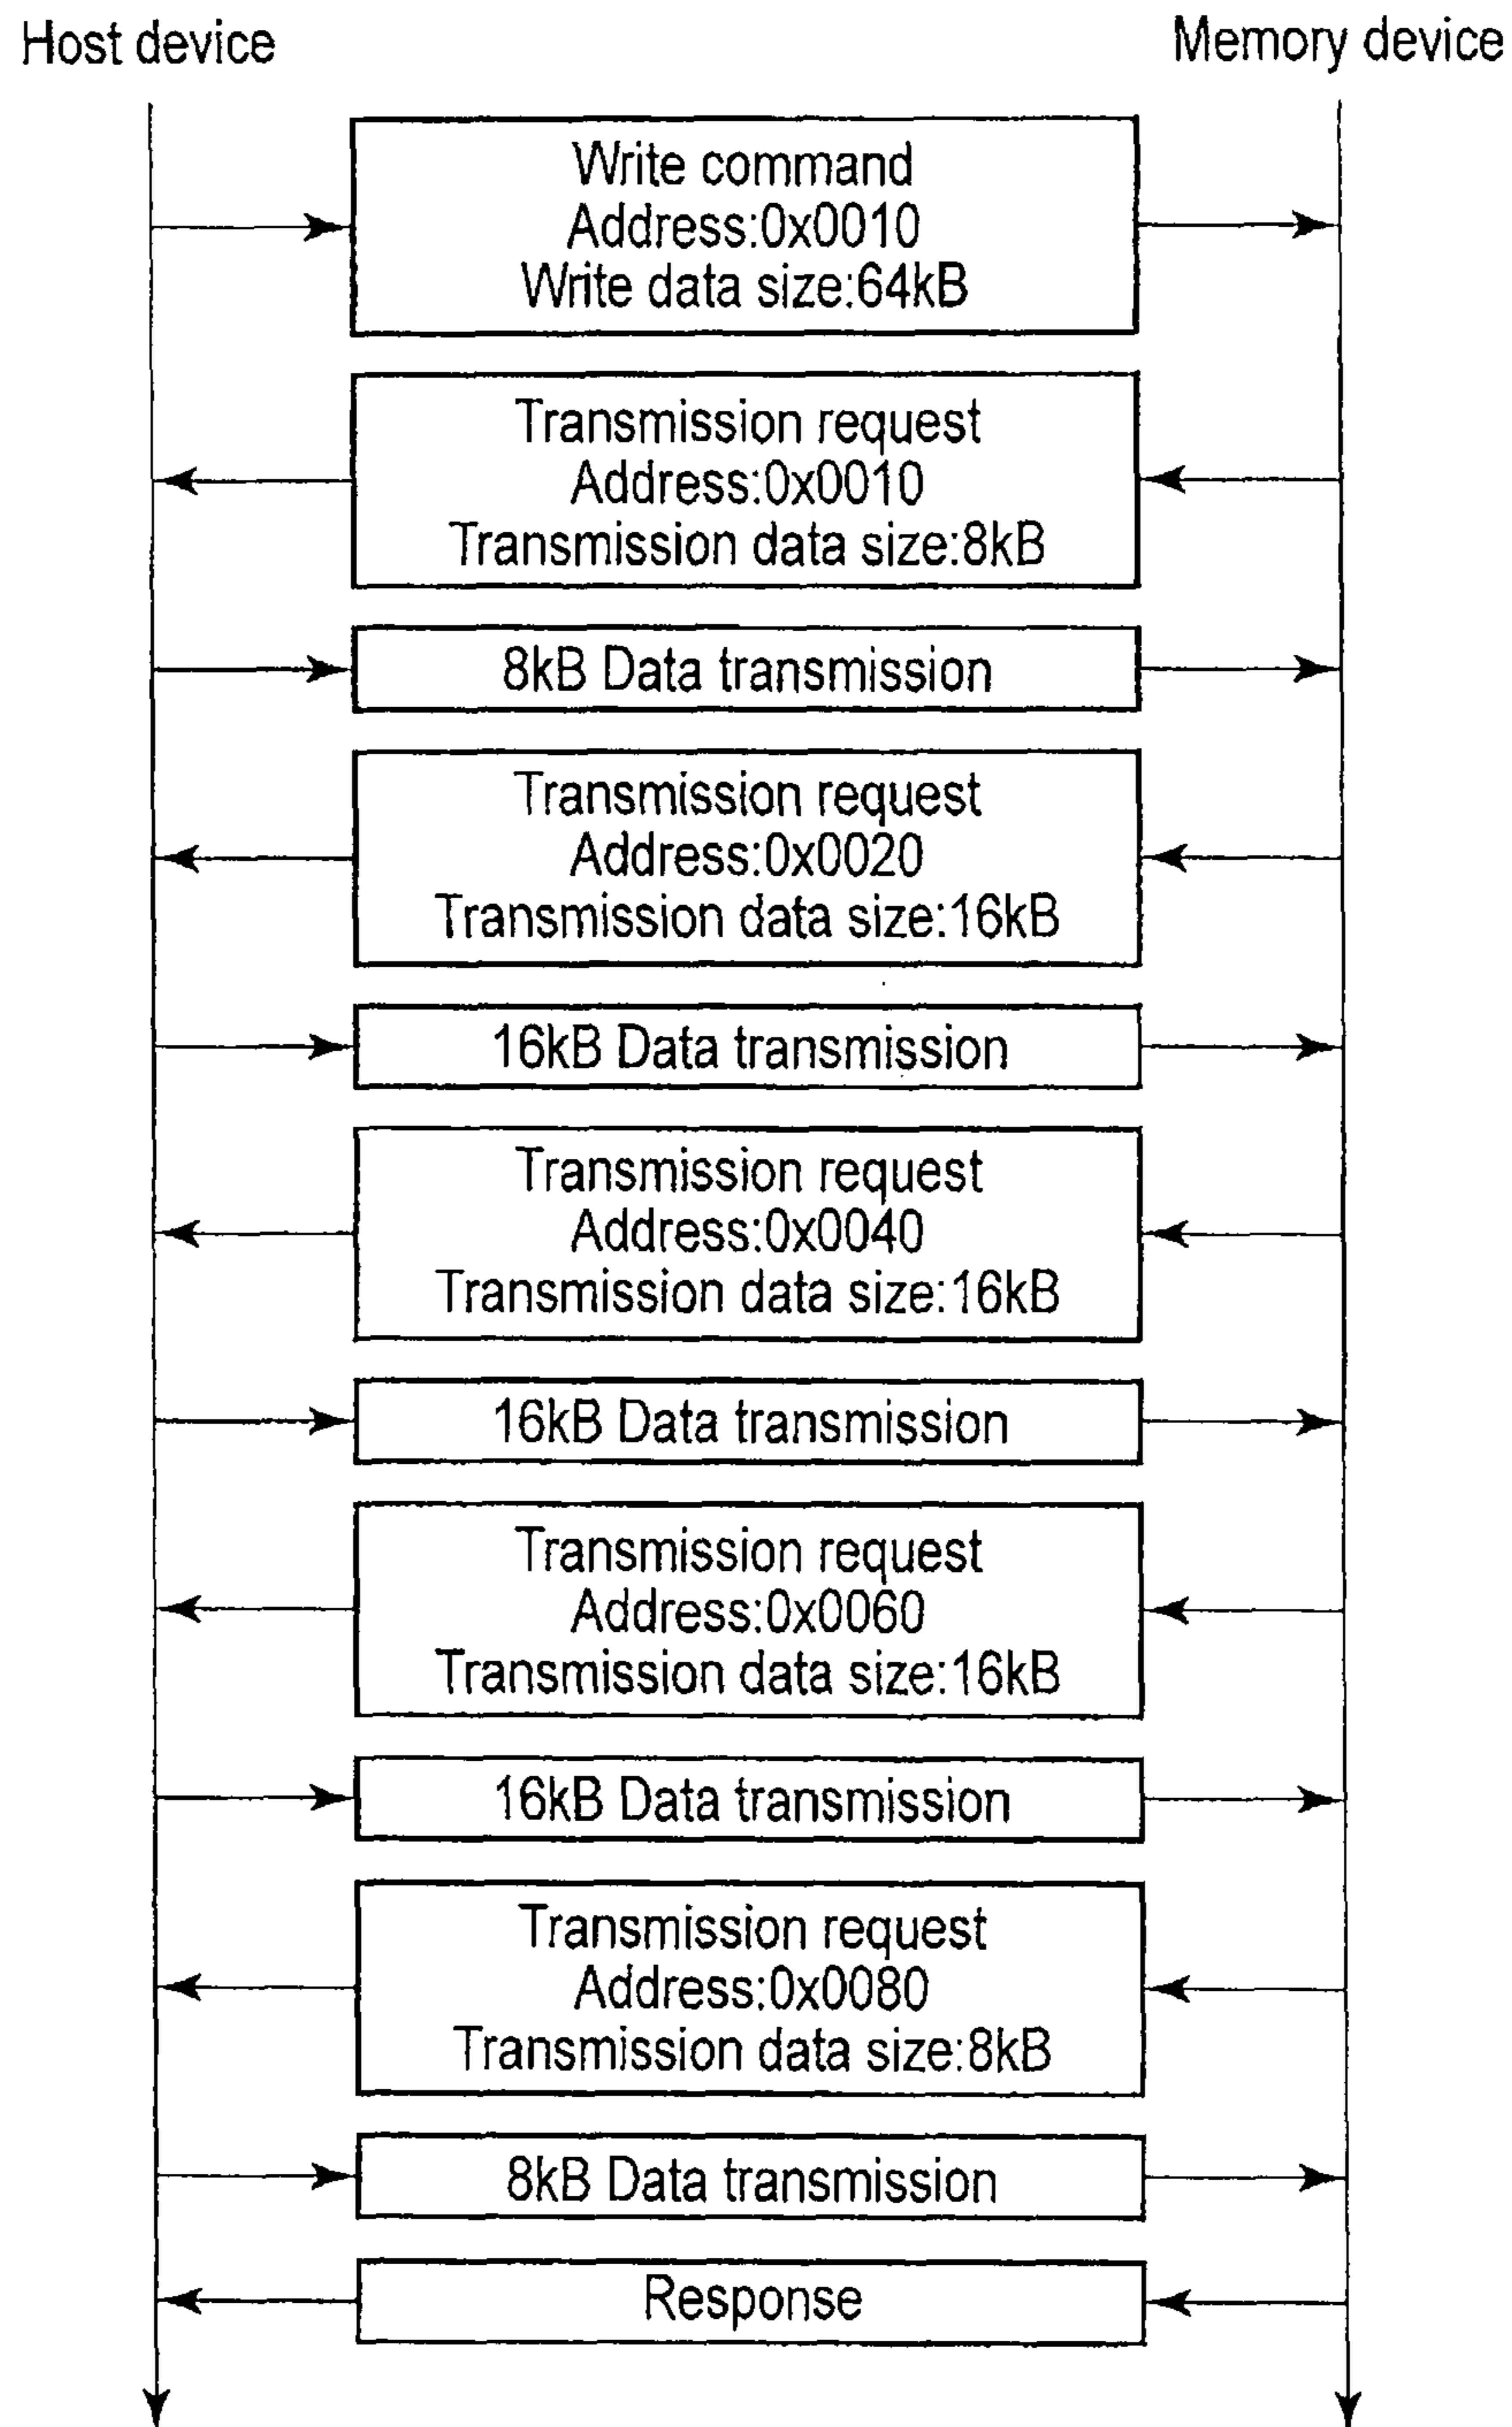 Host device
Memory device
Write command
Address:0x0010
Write data size:64kB
Transmission request
Address:0x0010
Transmission data size:8kB
8kB Data transmission
Transmission request
Address:0x0020
Transmission data size:16kB
16kB Data transmission
Transmission request
Address:0x0040
Transmission data size:16kB
16kB Data transmission
Transmission request
Address:0x0060
Transmission data size:16kB
16kB Data transmission
Transmission request
Address:0x0080
Transmission data size:8kB
8kB Data transmission
Response